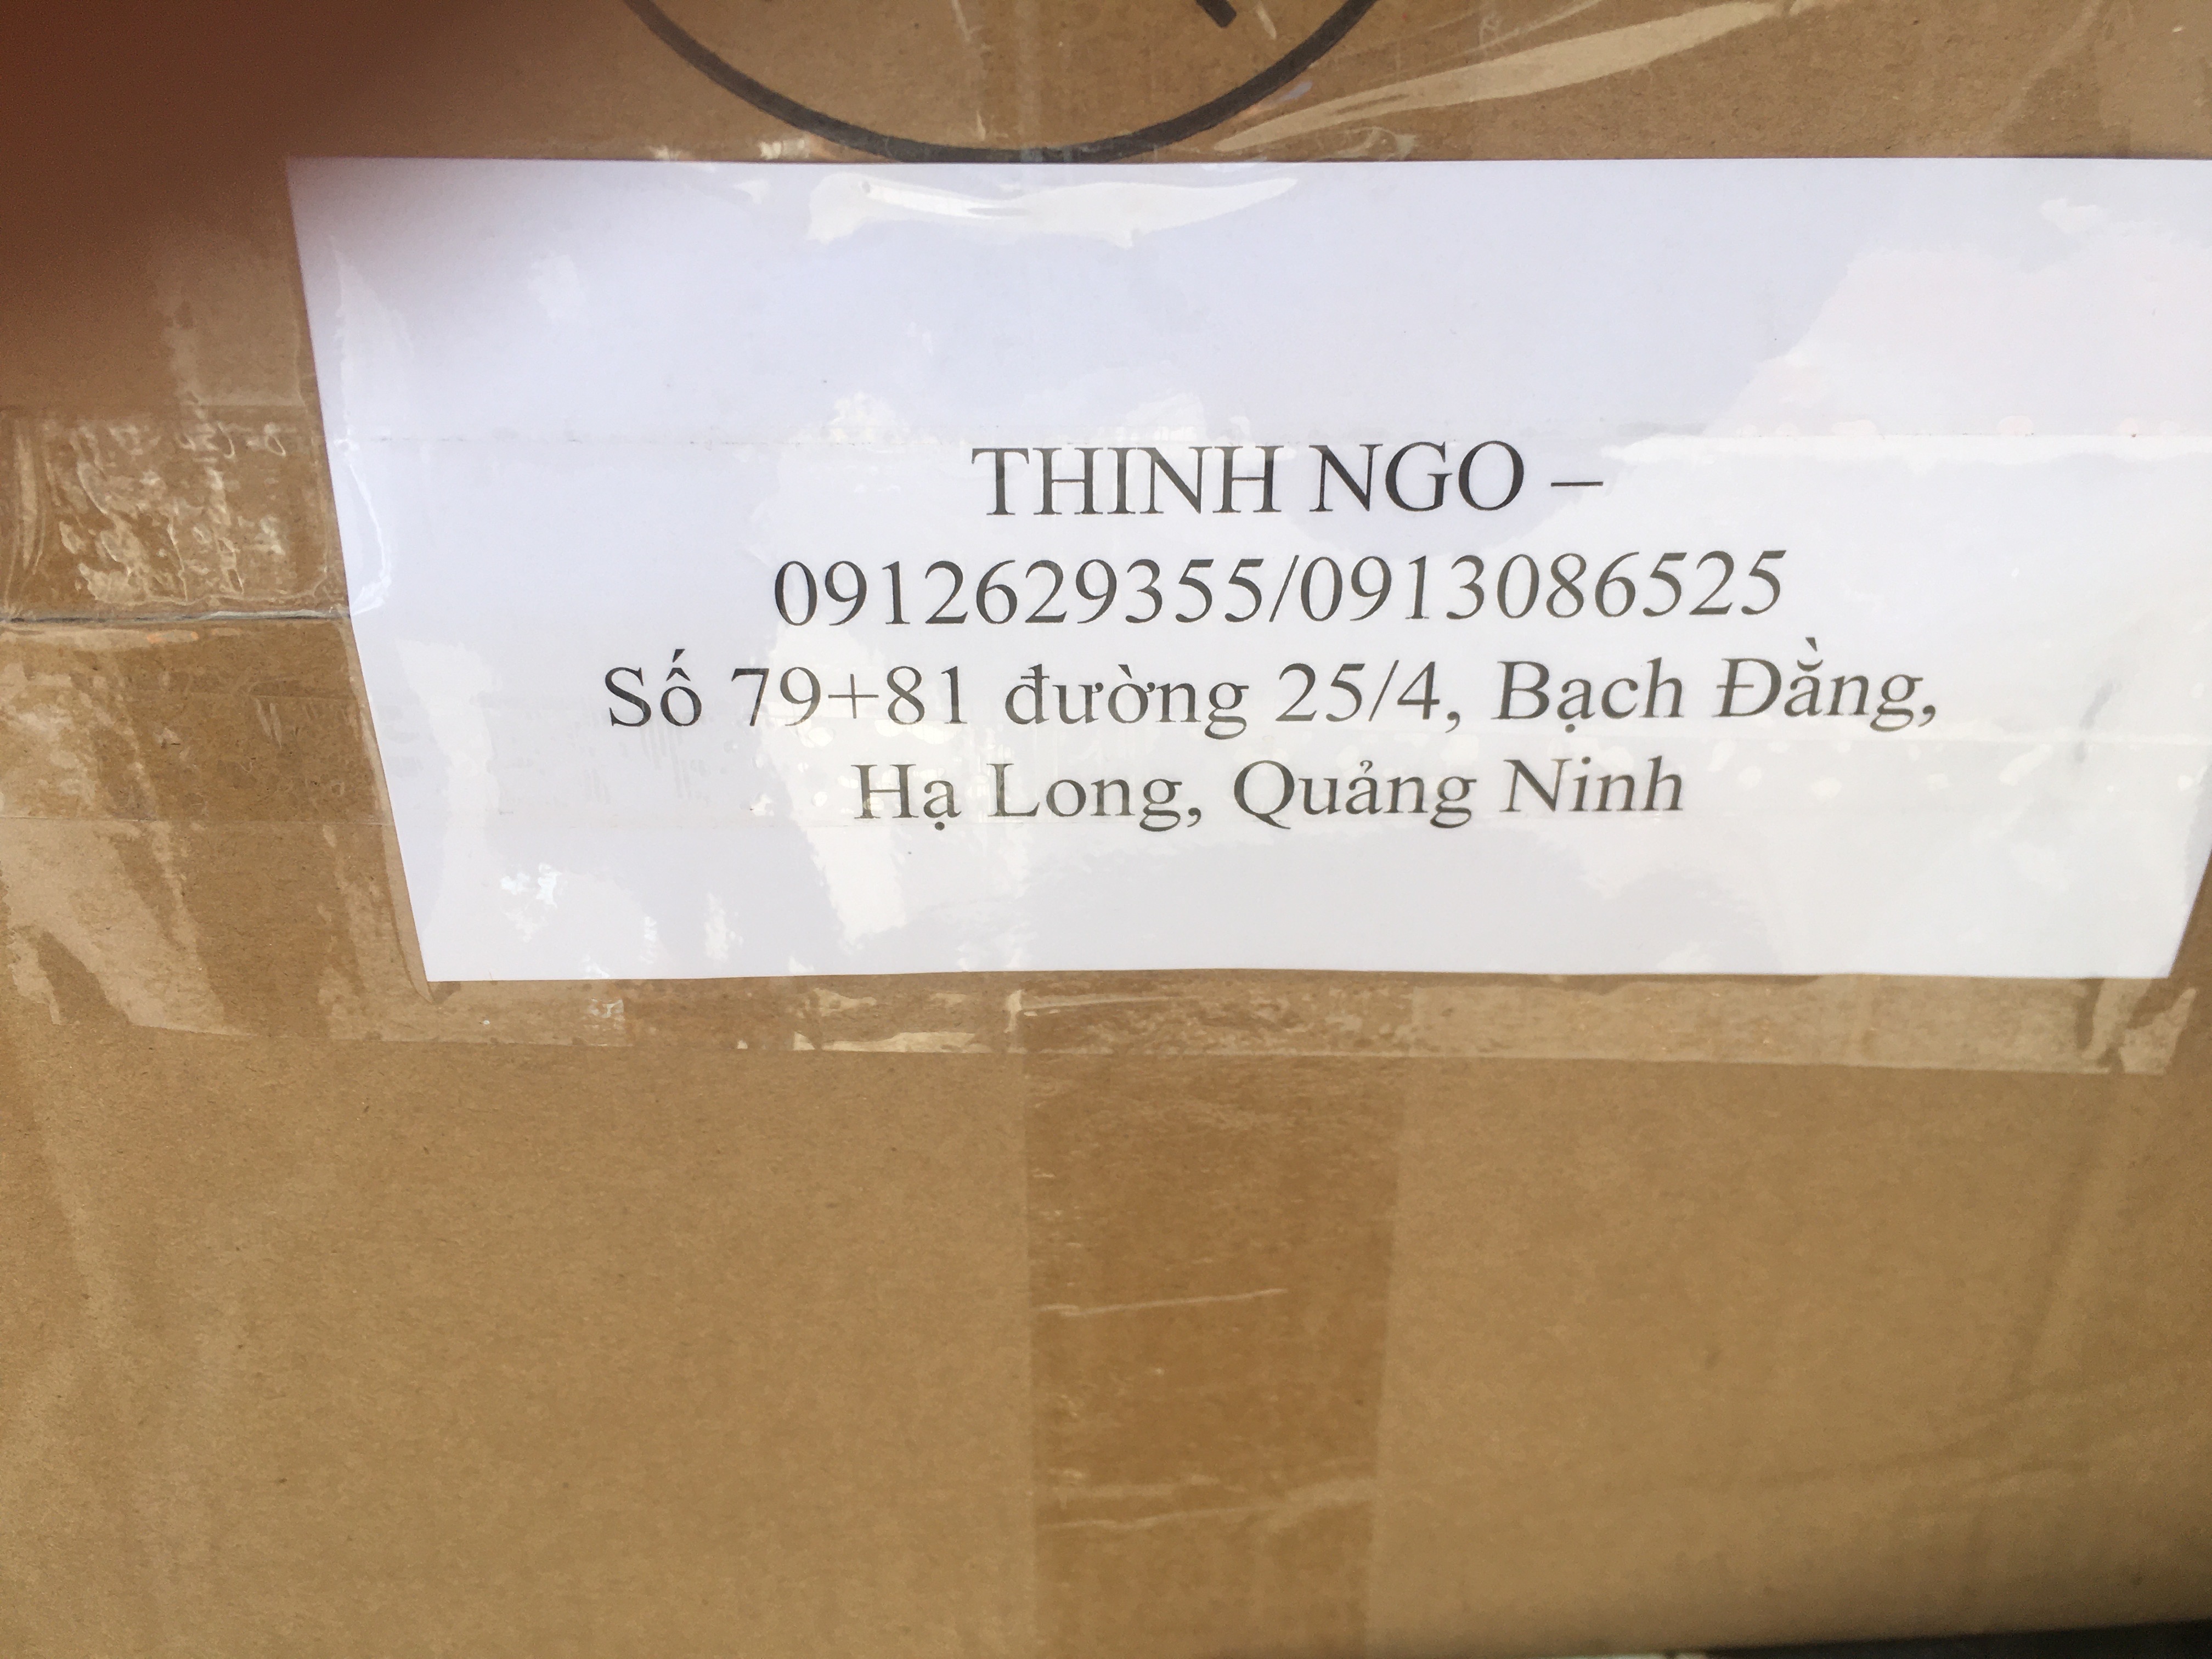 THINH NGO –
0912629355/0913086525
Số 79+81 đường 25/4, Bạch Đằng,
Hạ Long, Quảng Ninh